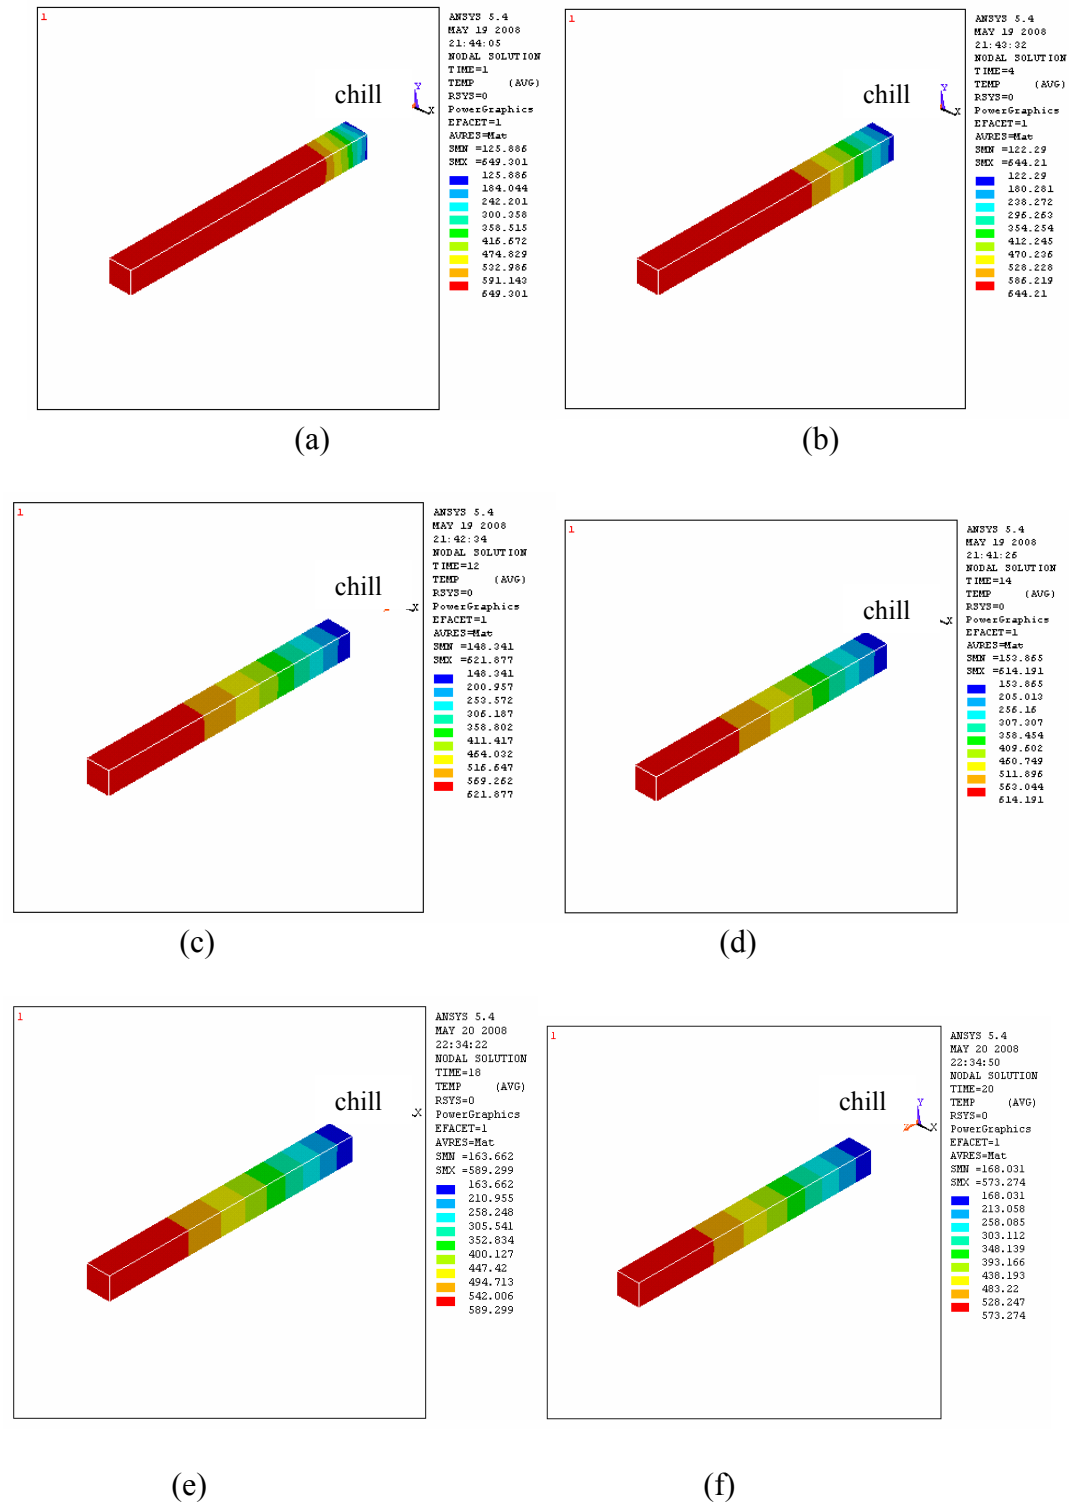 1
ANSYS 5.4
MAY 19 2008
21:44:05
NODAL SOLUTION
TIME=1
TEMP (AVG)
RSYS=0
PowerGraphics
EFACET=1
AVRES=Mat
SMN =125.886
SMX =649.301
125.886
184.044
242.201
300.358
358.515
416.672
474.829
532.986
591.143
649.301
chill
Y
X
(a)
1
ANSYS 5.4
MAY 19 2008
21:43:32
NODAL SOLUTION
TIME=4
TEMP (AVG)
RSYS=0
PowerGraphics
EFACET=1
AVRES=Mat
SMN =122.29
SMX =644.21
122.29
180.281
238.272
296.263
354.254
412.245
470.236
528.228
586.219
644.21
chill
Y
X
(b)
1
ANSYS 5.4
MAY 19 2008
21:42:34
NODAL SOLUTION
TIME=12
TEMP (AVG)
RSYS=0
PowerGraphics
EFACET=1
AVRES=Mat
SMN =148.341
SMX =621.877
148.341
200.957
253.572
306.187
358.802
411.417
464.032
516.647
569.262
621.877
chill
X
(c)
1
ANSYS 5.4
MAY 19 2008
21:41:26
NODAL SOLUTION
TIME=14
TEMP (AVG)
RSYS=0
PowerGraphics
EFACET=1
AVRES=Mat
SMN =153.865
SMX =614.191
153.865
205.013
256.16
307.307
358.454
409.602
460.749
511.896
563.044
614.191
chill
X
(d)
1
ANSYS 5.4
MAY 20 2008
22:34:22
NODAL SOLUTION
TIME=18
TEMP (AVG)
RSYS=0
PowerGraphics
EFACET=1
AVRES=Mat
SMN =163.662
SMX =589.299
163.662
210.955
258.248
305.541
352.834
400.127
447.42
494.713
542.006
589.299
chill
X
(e)
1
ANSYS 5.4
MAY 20 2008
22:34:50
NODAL SOLUTION
TIME=20
TEMP (AVG)
RSYS=0
PowerGraphics
EFACET=1
AVRES=Mat
SMN =168.031
SMX =573.274
168.031
213.058
258.085
303.112
348.139
393.166
438.193
483.22
528.247
573.274
chill
Y
X
(f)